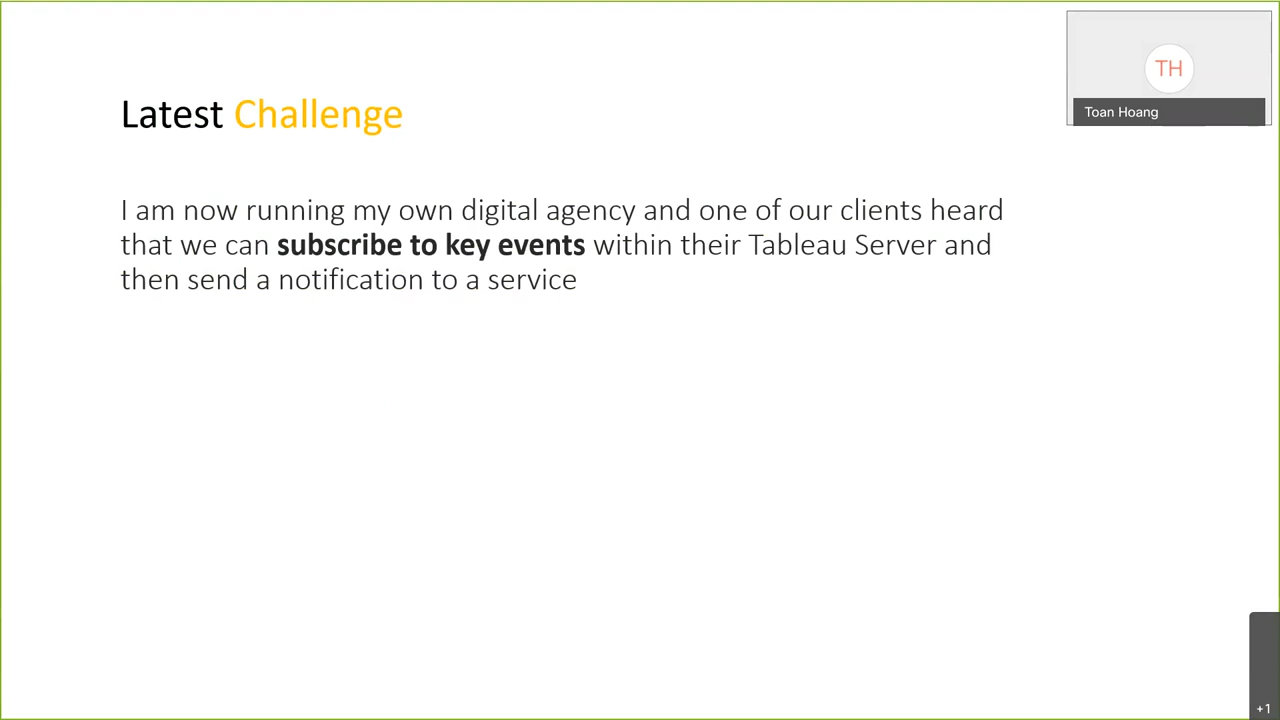 Latest Challenge
I am now running my own digital agency and one of our clients heard
that we can subscribe to key events within their Tableau Server and
then send a notification to a service
TH
Toan Hoang
+1